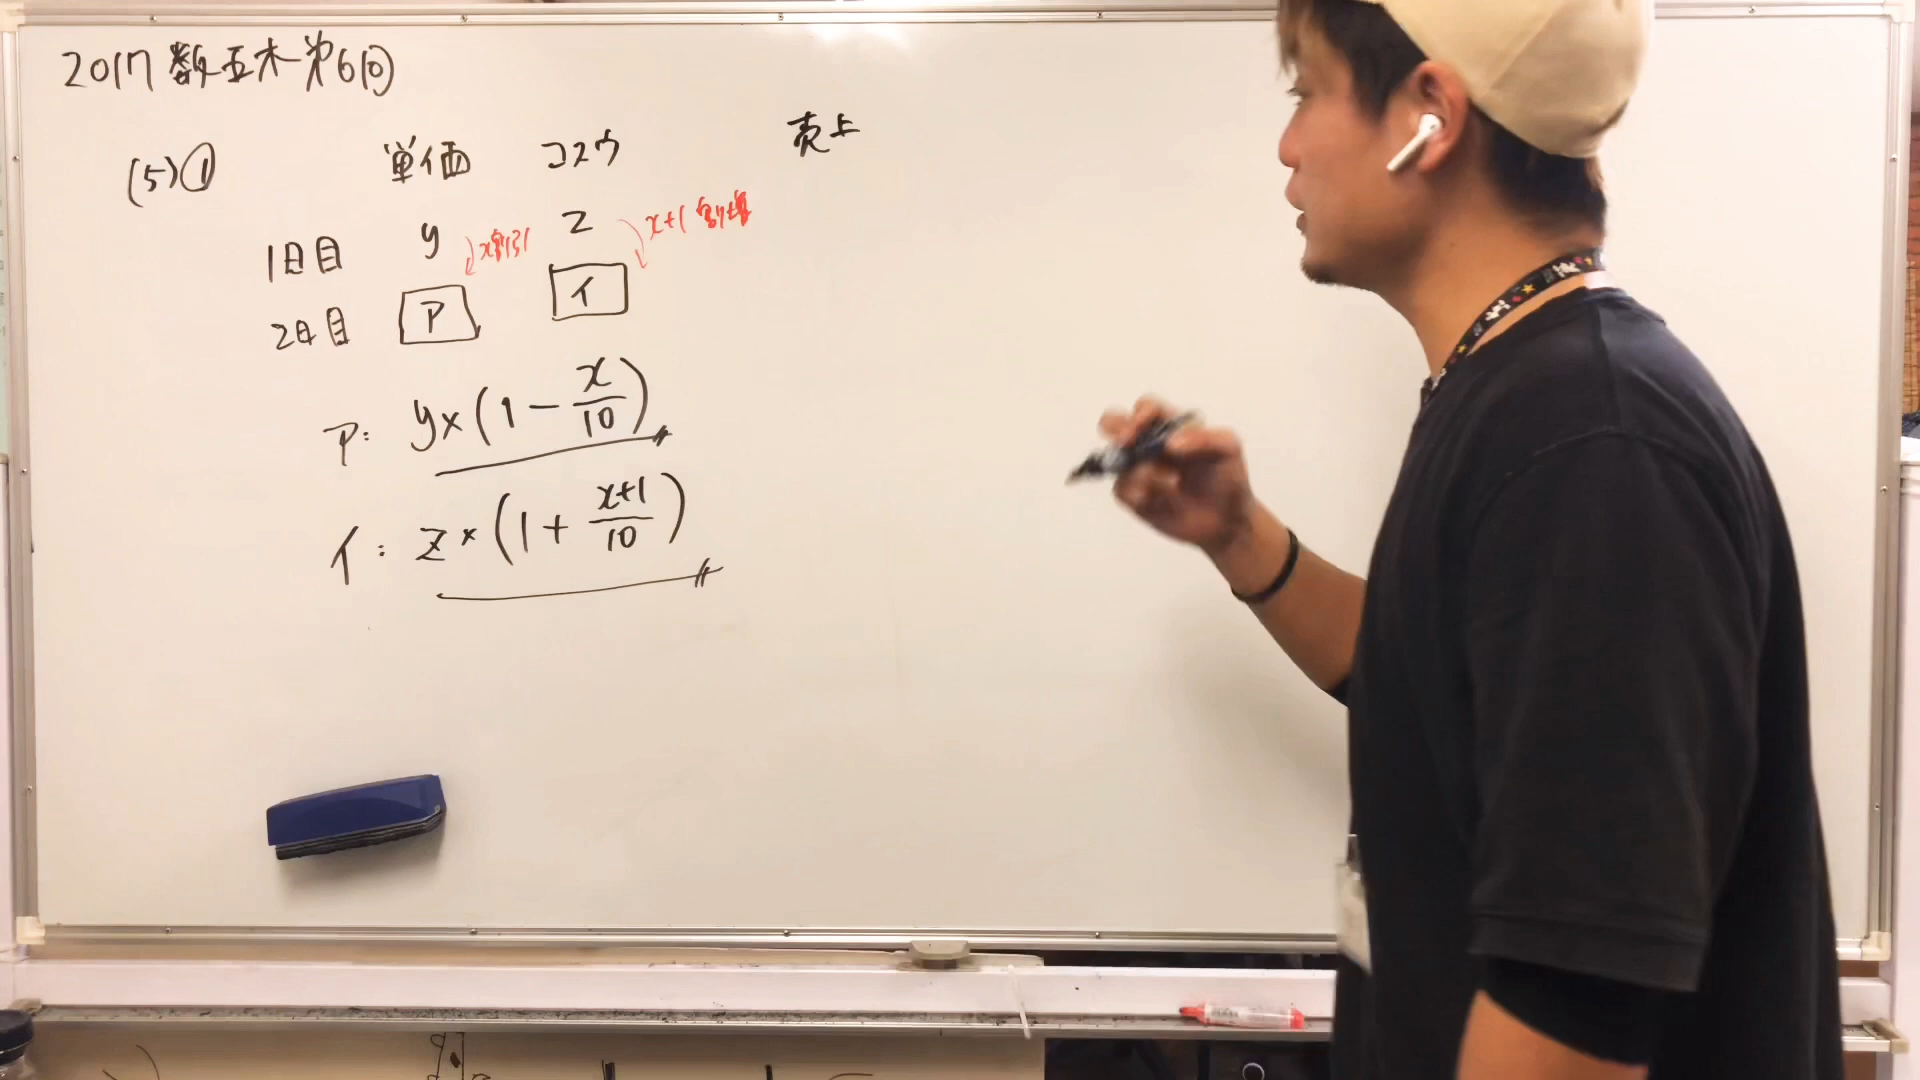 2017 数五木第6回
(5)① 単価 コスウ 売上
1日目 y x割引 z x+1割増
2日目 ア イ
ア: y×(1－x/10)
イ: z×(1+x+1/10)